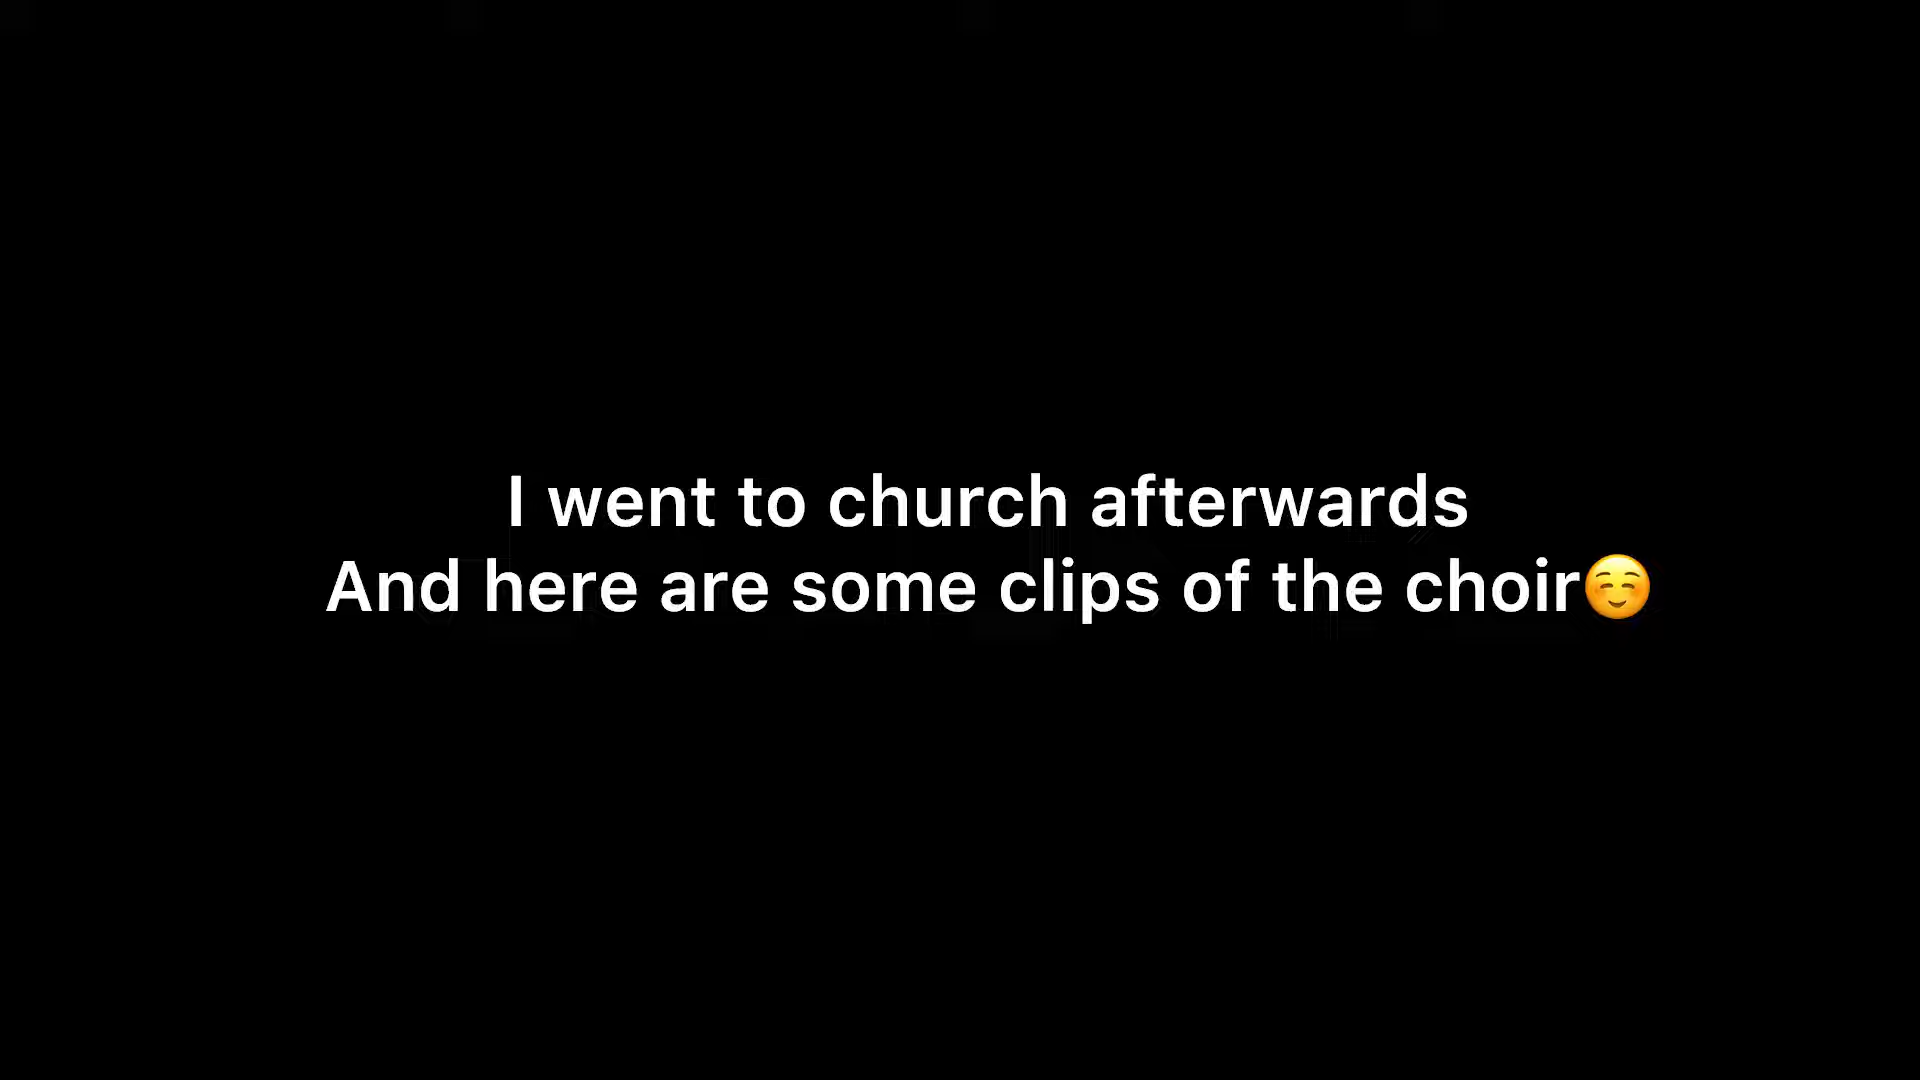 I went to church afterwards
And here are some clips of the choir☺️